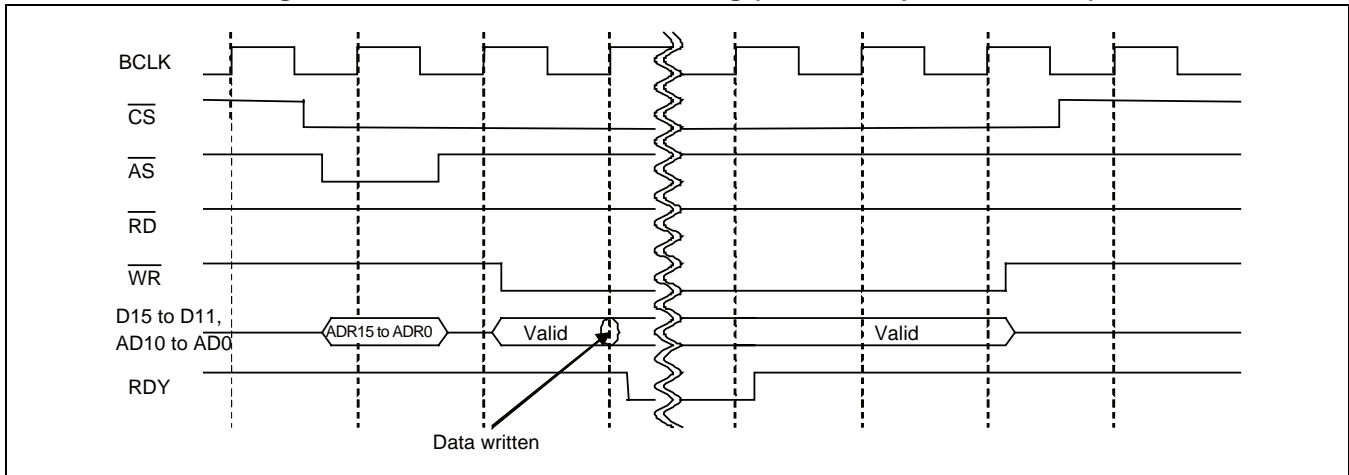 BCLK
CS
AS
RD
WR
D15 to D11,
AD10 to AD0
ADR15 to ADR0
Valid
Valid
RDY
Data written